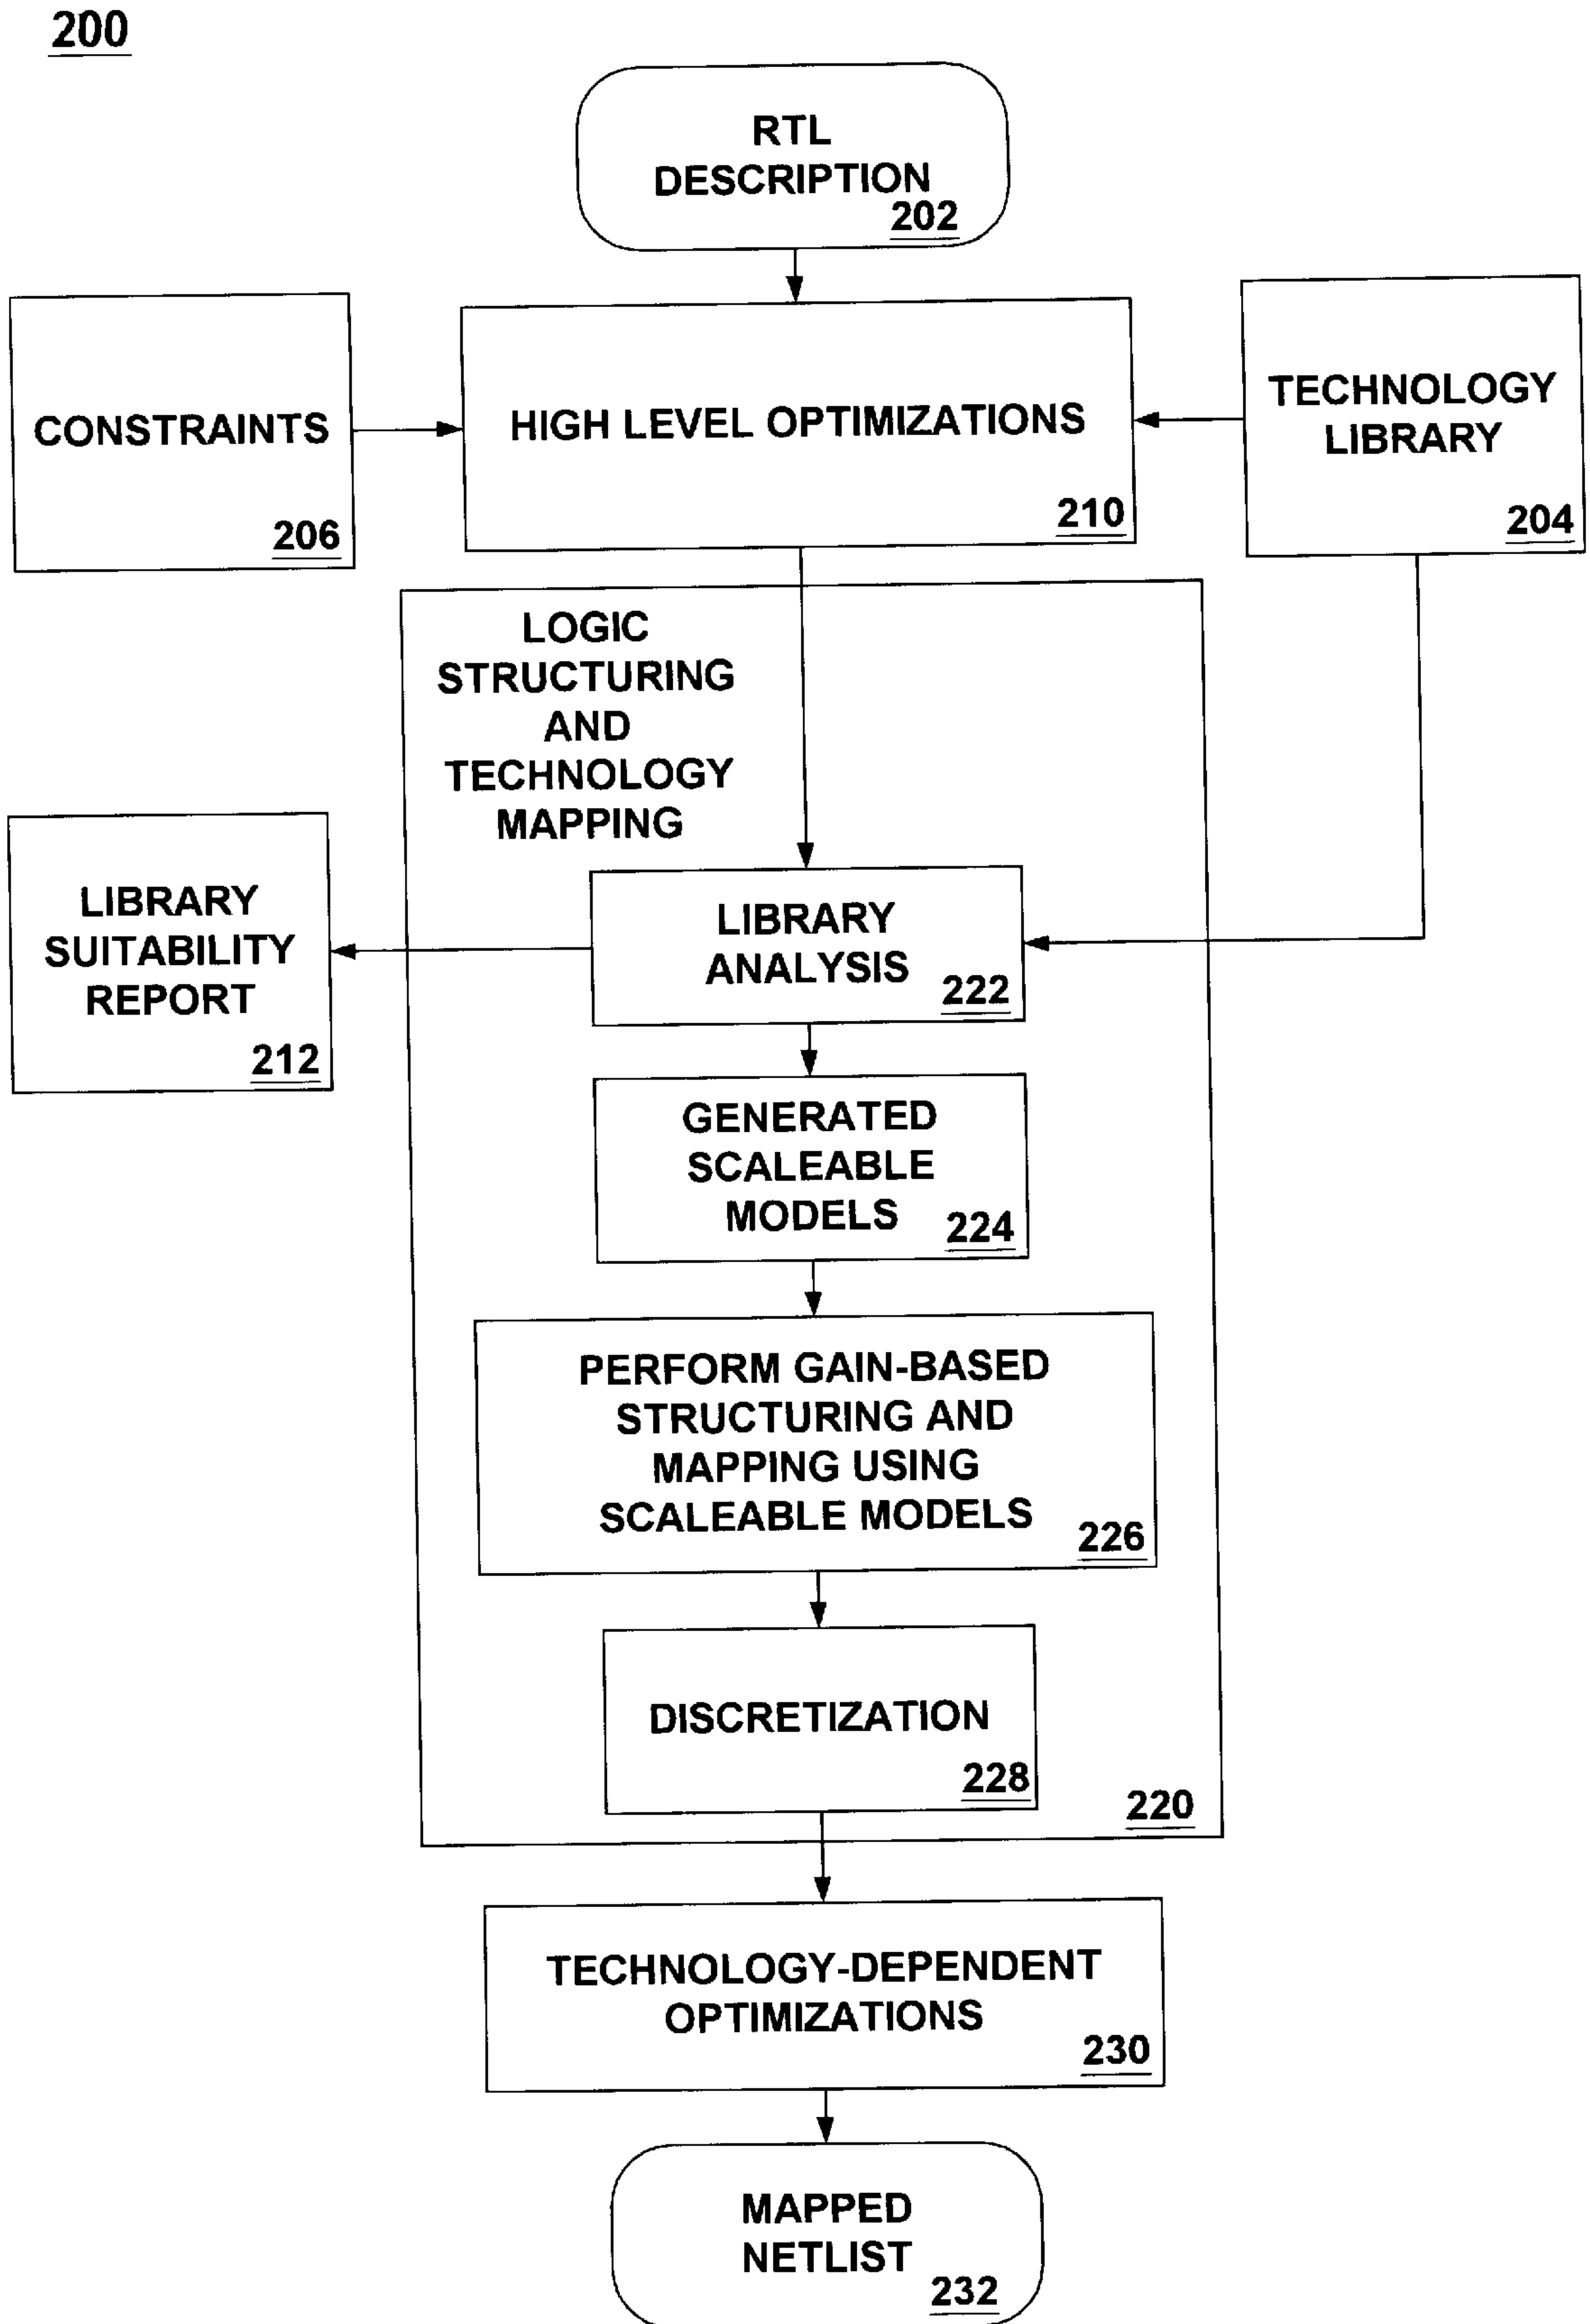 200
RTL
DESCRIPTION
202
CONSTRAINTS
206
HIGH LEVEL OPTIMIZATIONS
210
TECHNOLOGY
LIBRARY
204
LOGIC
STRUCTURING
AND
TECHNOLOGY
MAPPING
LIBRARY
SUITABILITY
REPORT
212
LIBRARY
ANALYSIS
222
GENERATED
SCALEABLE
MODELS
224
PERFORM GAIN-BASED
STRUCTURING AND
MAPPING USING
SCALEABLE MODELS
226
DISCRETIZATION
228
220
TECHNOLOGY-DEPENDENT
OPTIMIZATIONS
230
MAPPED
NETLIST
232